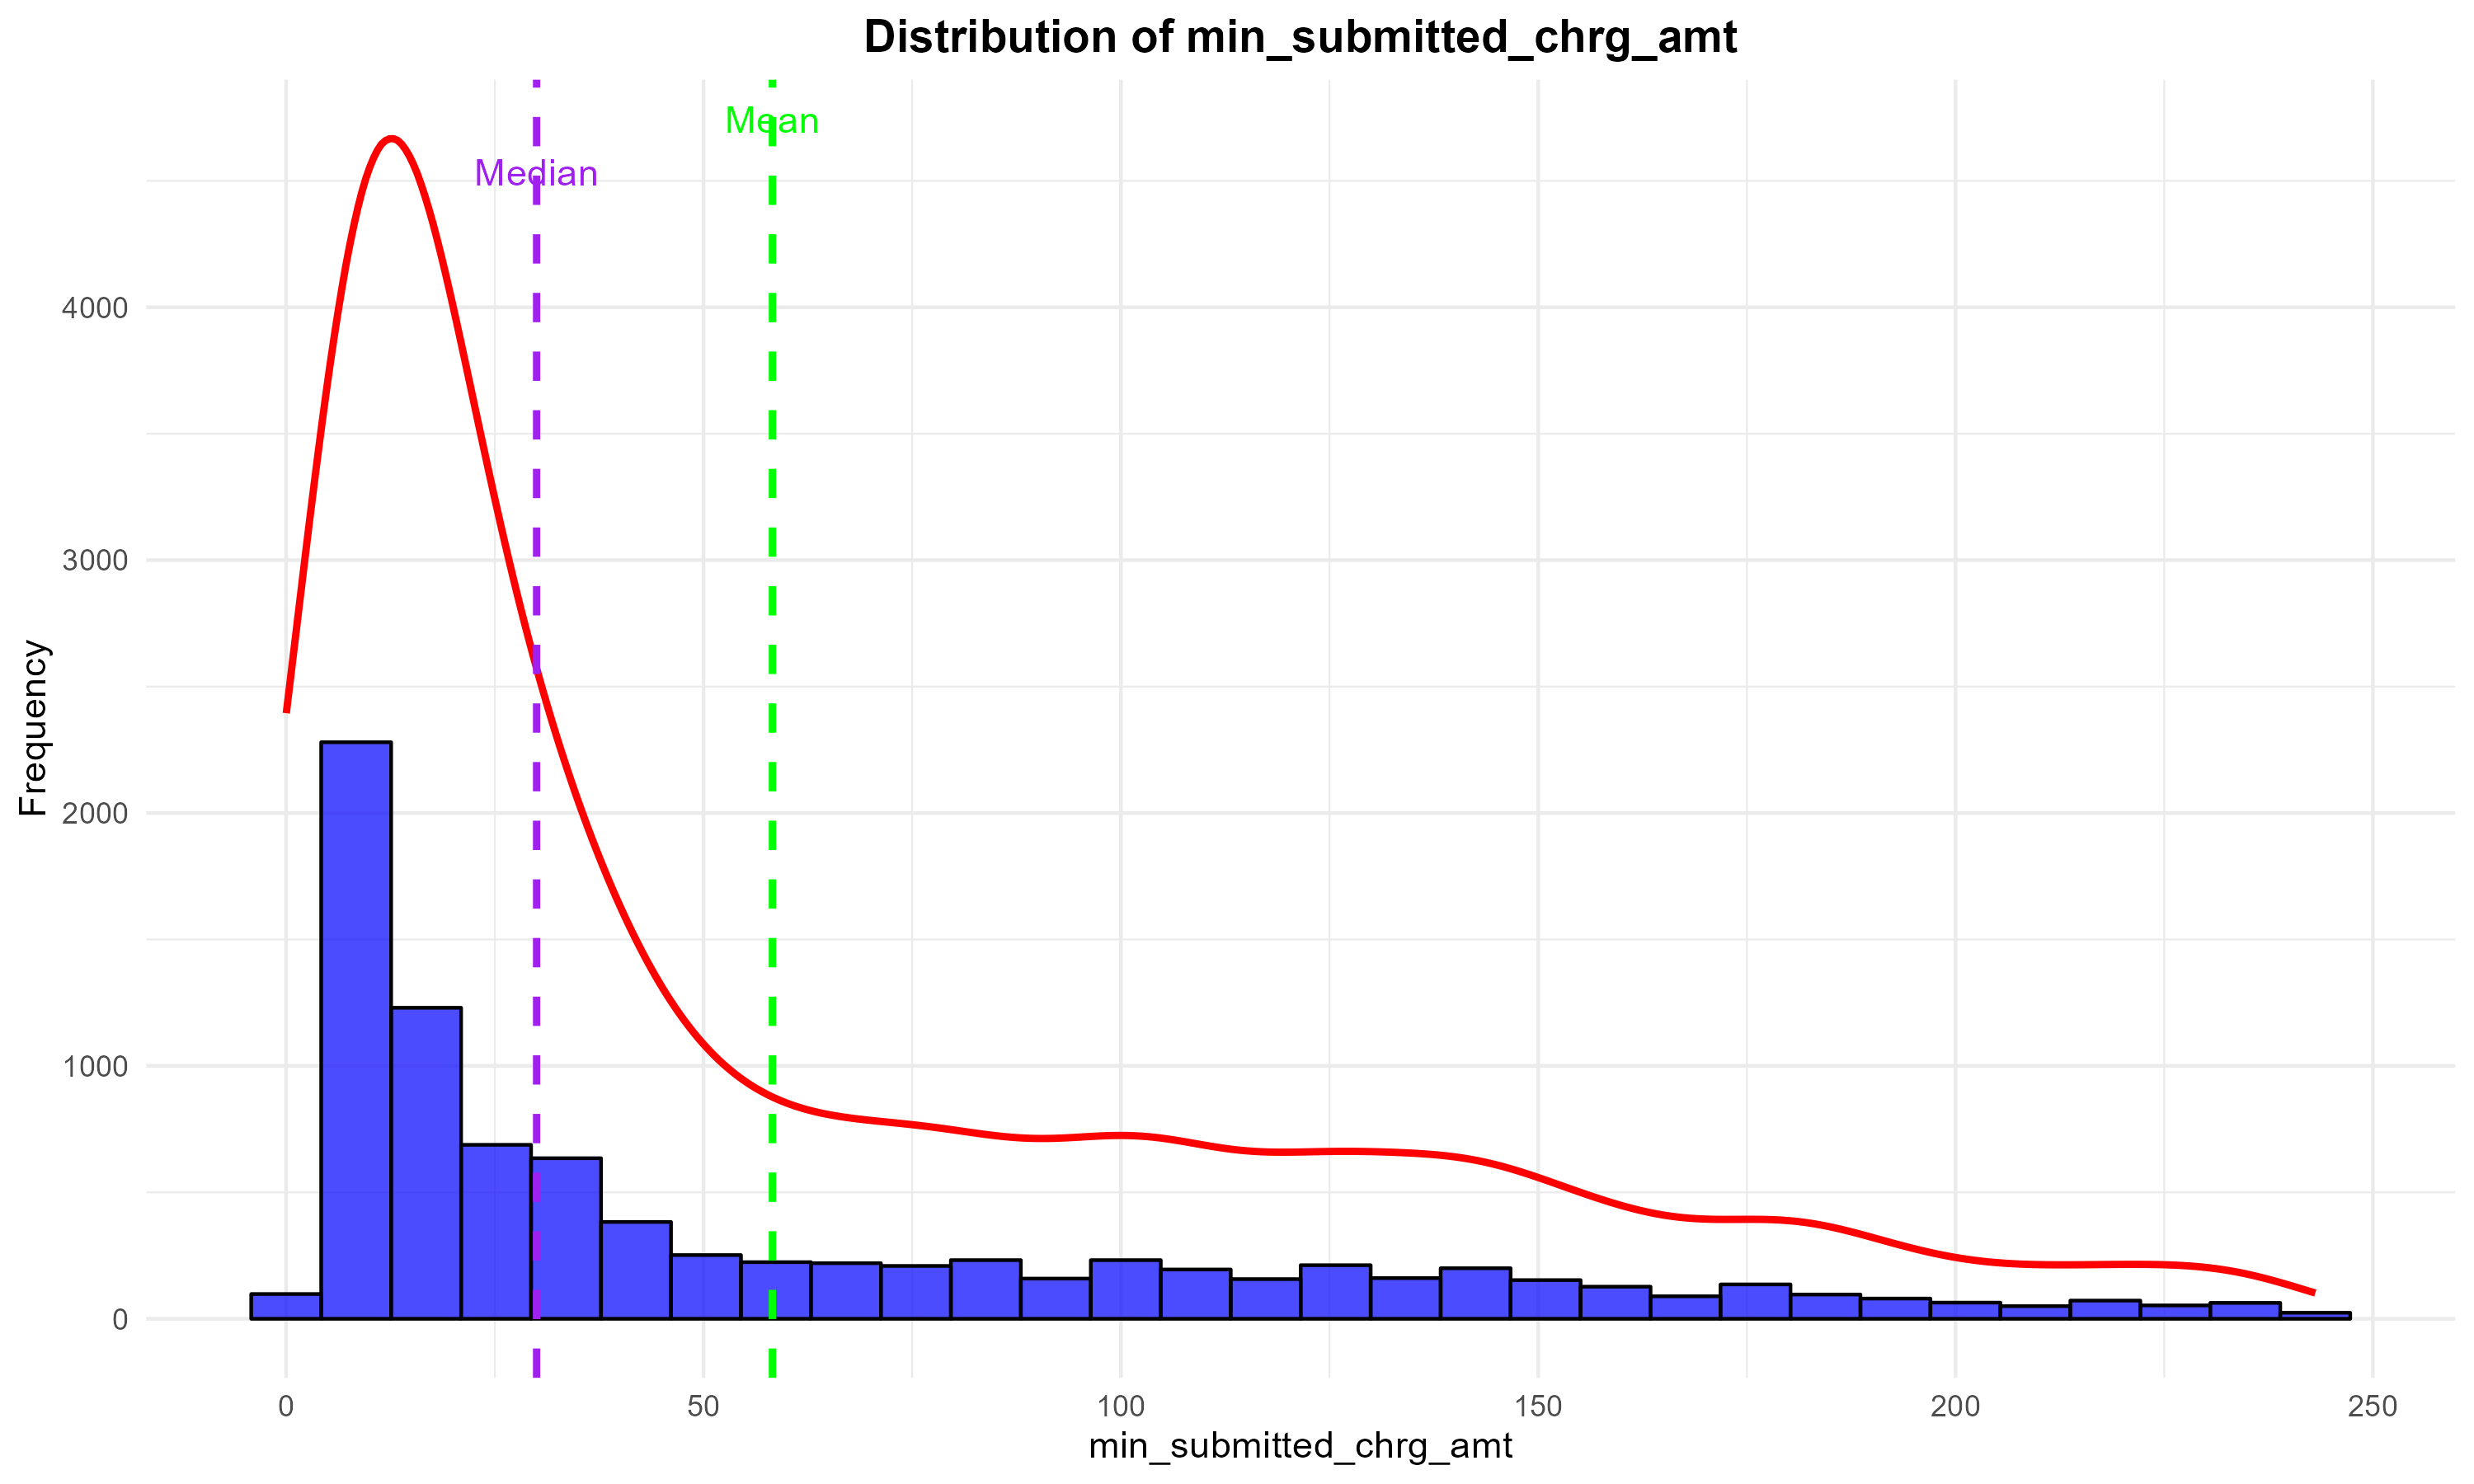 Distribution of min_submitted_chrg_amt
Mean
Median
4000
3000
2000
1000
0
Frequency
0 50 100 150 200 250
min_submitted_chrg_amt